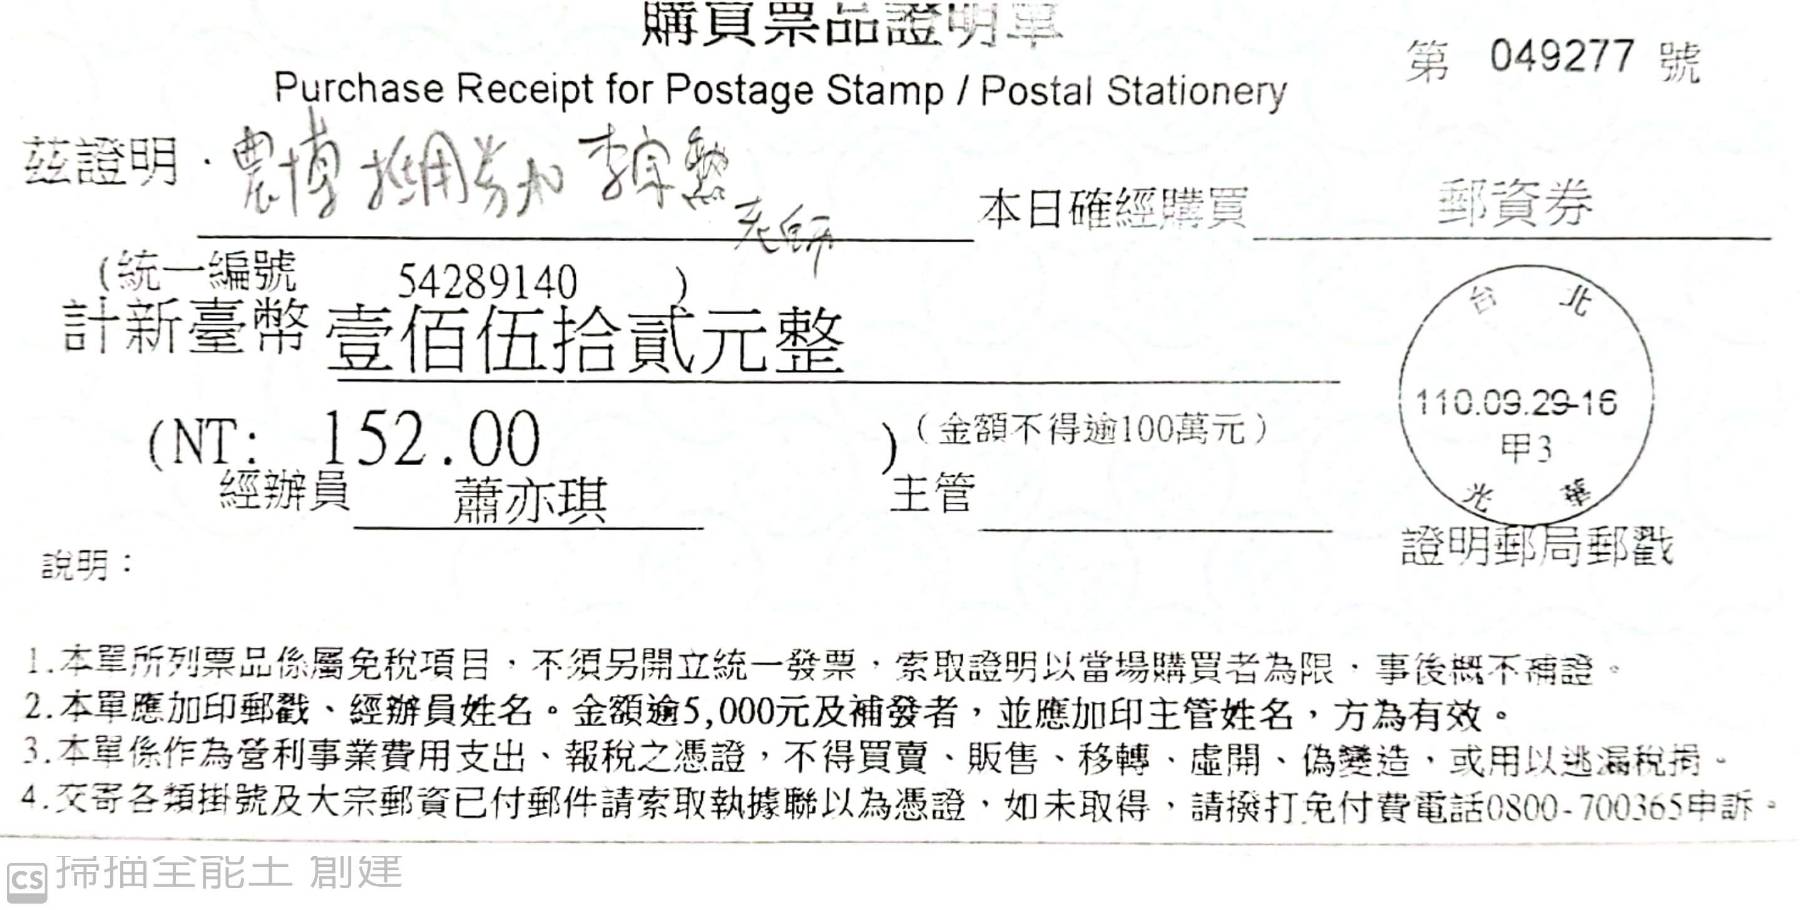 購買票品證明單
第 049277 號
Purchase Receipt for Postage Stamp / Postal Stationery
茲證明 農博
老師
本日確經購買 郵資券
(統一編號 54289140 )
計新臺幣 壹佰伍拾貳元整
(NT: 152.00 ) (金額不得逾100萬元)
經辦員 蕭亦琪 主管
台北
110.09.29-16
甲3
光華
證明郵局郵戳
說明：
1.本單所列票品係屬免稅項目，不須另開立統一發票，索取證明以當場購買者為限，事後概不補證。
2.本單應加印郵戳、經辦員姓名。金額逾5,000元及補發者，並應加印主管姓名，方為有效。
3.本單係作為營利事業費用支出、報稅之憑證，不得買賣、販售、移轉、虛開、偽變造，或用以逃漏稅捐。
4.交寄各類掛號及大宗郵資已付郵件請索取執據聯以為憑證，如未取得，請撥打免付費電話0800-700365申訴。
CS 掃描全能王 創建